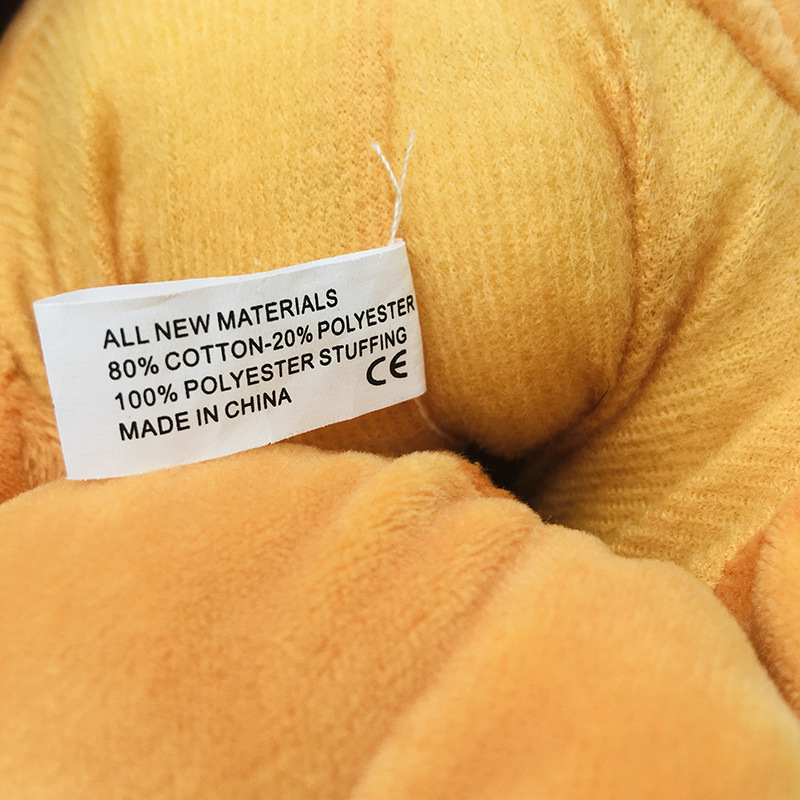 ALL NEW MATERIALS
80% COTTON-20% POLYESTER
100% POLYESTER STUFFING
MADE IN CHINA
CE